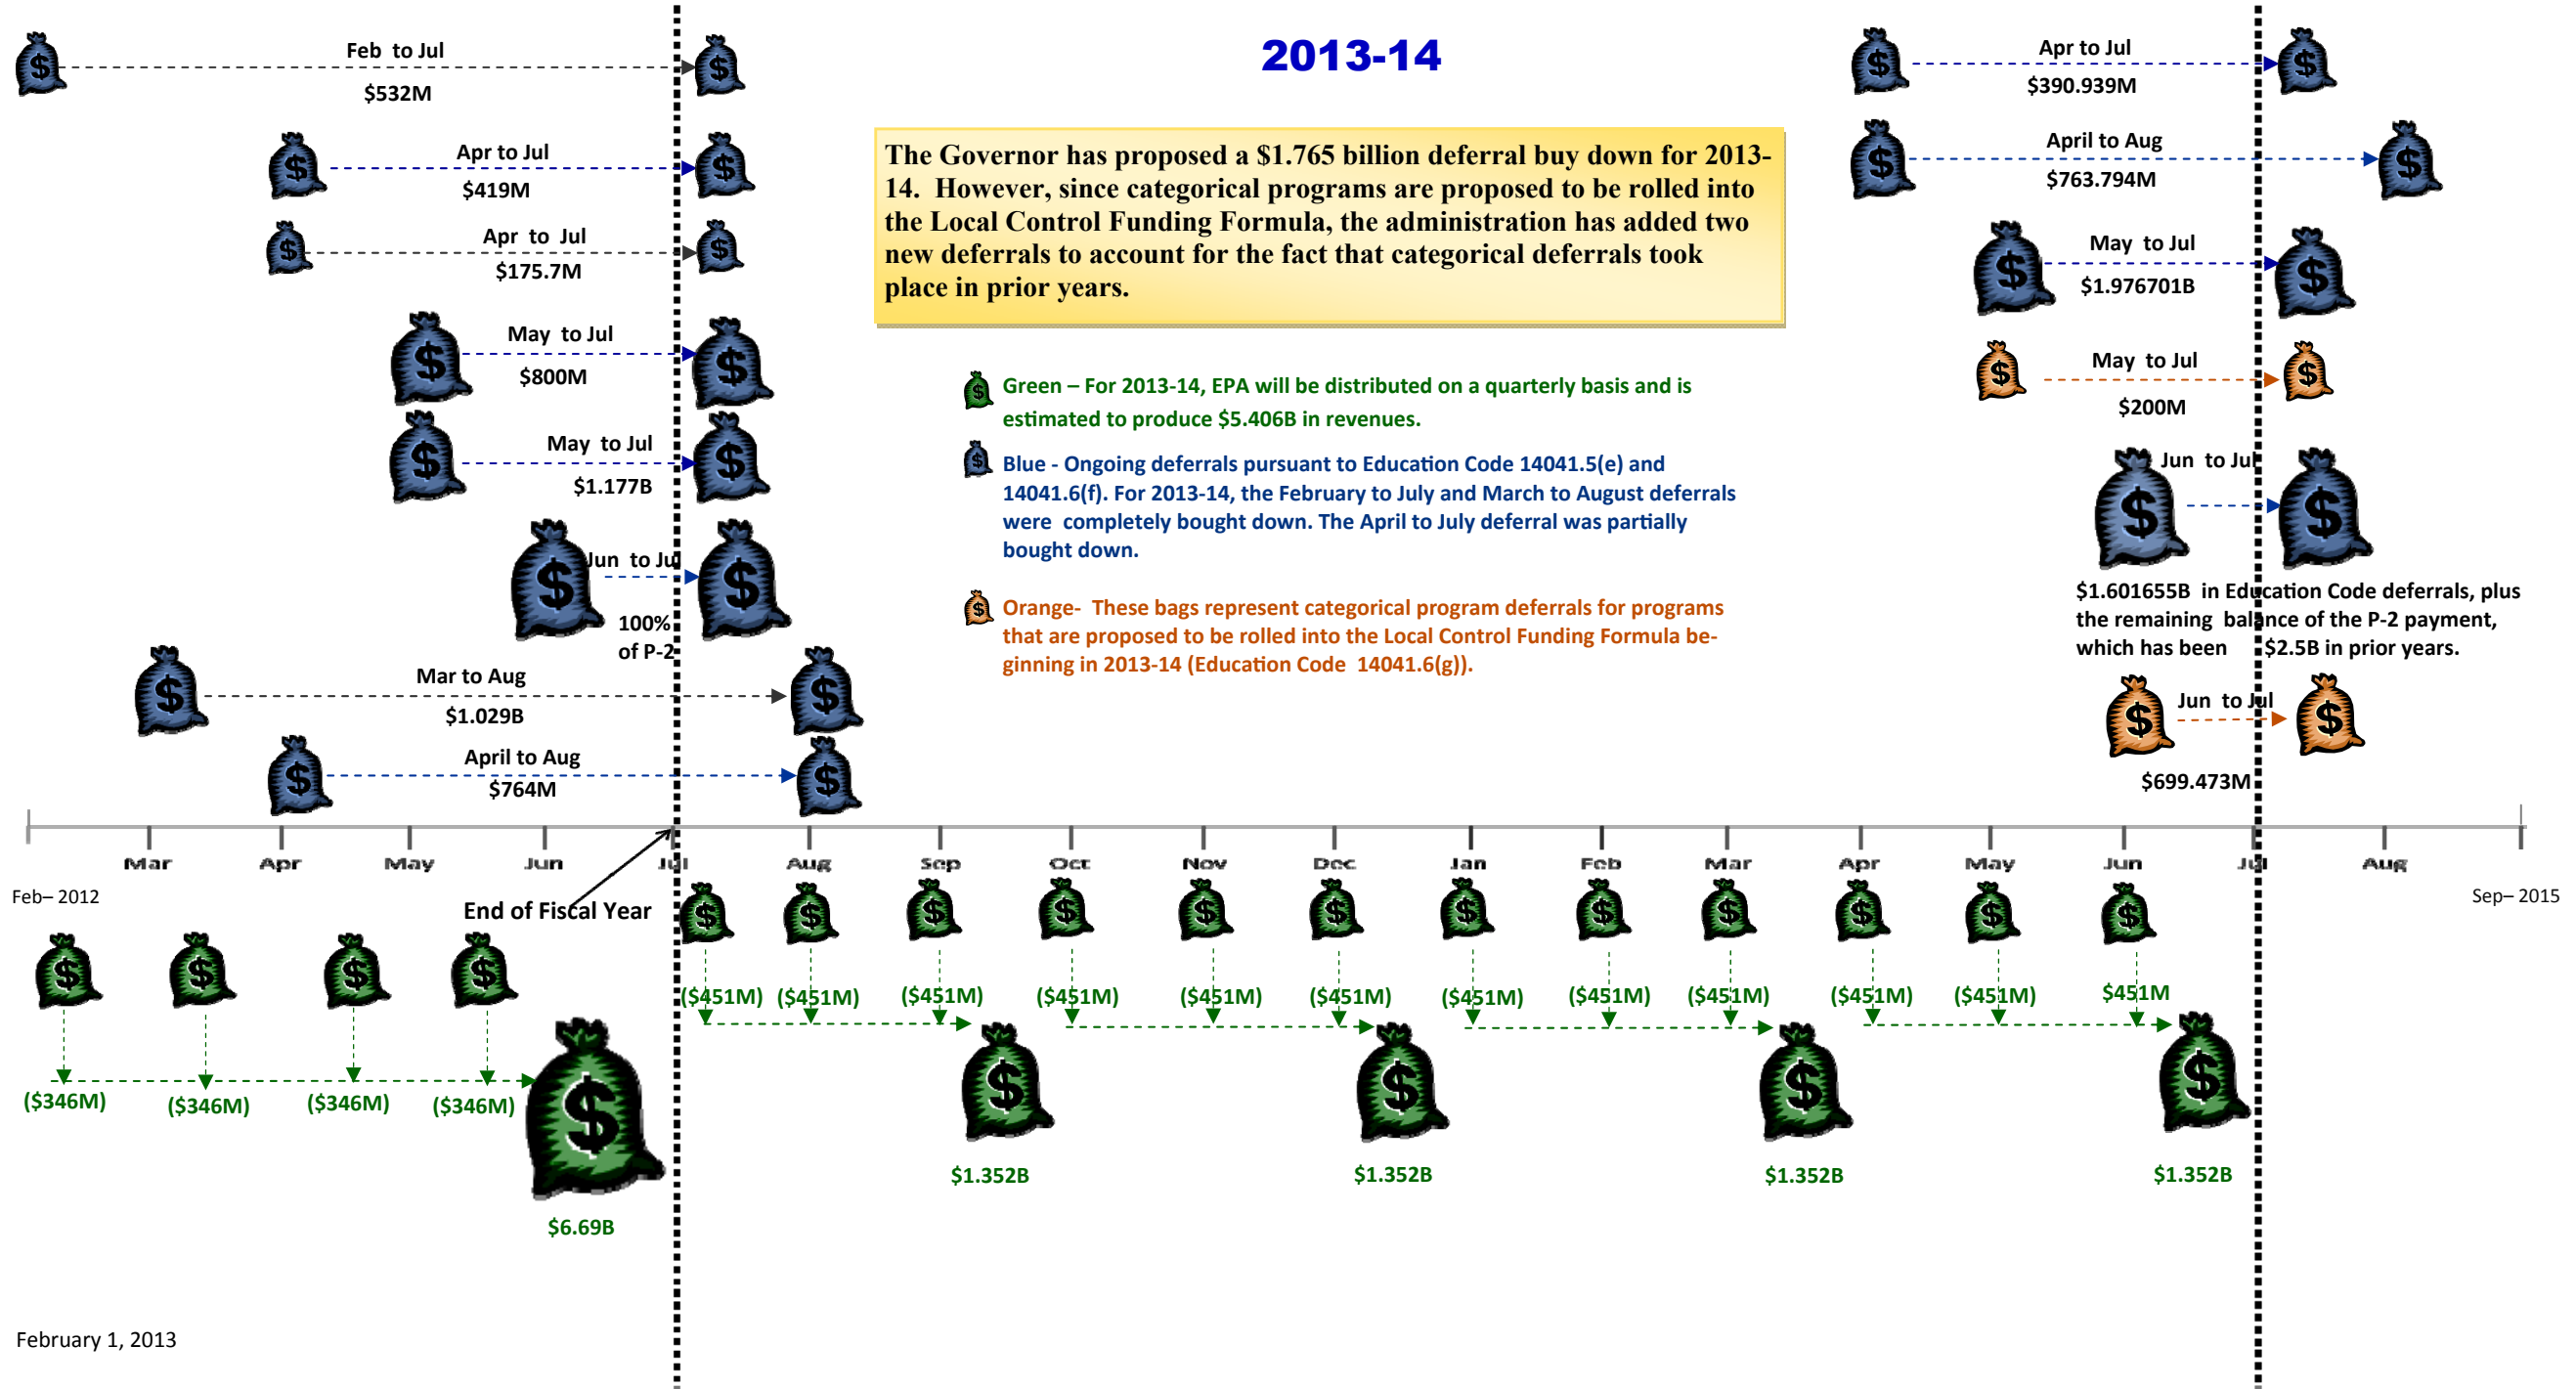 2013-14
Feb to Jul
$532M
Apr to Jul
$419M
Apr to Jul
$175.7M
May to Jul
$800M
May to Jul
$1.177B
Jun to Ju
100%
of P-2
Mar to Aug
$1.029B
April to Aug
$764M
The Governor has proposed a $1.765 billion deferral buy down for 2013-
14. However, since categorical programs are proposed to be rolled into
the Local Control Funding Formula, the administration has added two
new deferrals to account for the fact that categorical deferrals took
place in prior years.
Green – For 2013-14, EPA will be distributed on a quarterly basis and is
estimated to produce $5.406B in revenues.
Blue - Ongoing deferrals pursuant to Education Code 14041.5(e) and
14041.6(f). For 2013-14, the February to July and March to August deferrals
were completely bought down. The April to July deferral was partially
bought down.
Orange- These bags represent categorical program deferrals for programs
that are proposed to be rolled into the Local Control Funding Formula be-
ginning in 2013-14 (Education Code 14041.6(g)).
Apr to Jul
$390.939M
April to Aug
$763.794M
May to Jul
$1.976701B
May to Jul
$200M
Jun to Jul
$1.601655B in Education Code deferrals, plus
the remaining balance of the P-2 payment,
which has been $2.5B in prior years.
Jun to Jul
$699.473M
Mar Apr May Jun Jul Aug Sep Oct Nov Dec Jan Feb Mar Apr May Jun Jul Aug
Feb– 2012
Sep– 2015
End of Fiscal Year
($451M) ($451M) ($451M) ($451M) ($451M) ($451M) ($451M) ($451M) ($451M) ($451M) ($451M) $451M
($346M) ($346M) ($346M) ($346M)
$1.352B $1.352B $1.352B $1.352B
$6.69B
February 1, 2013